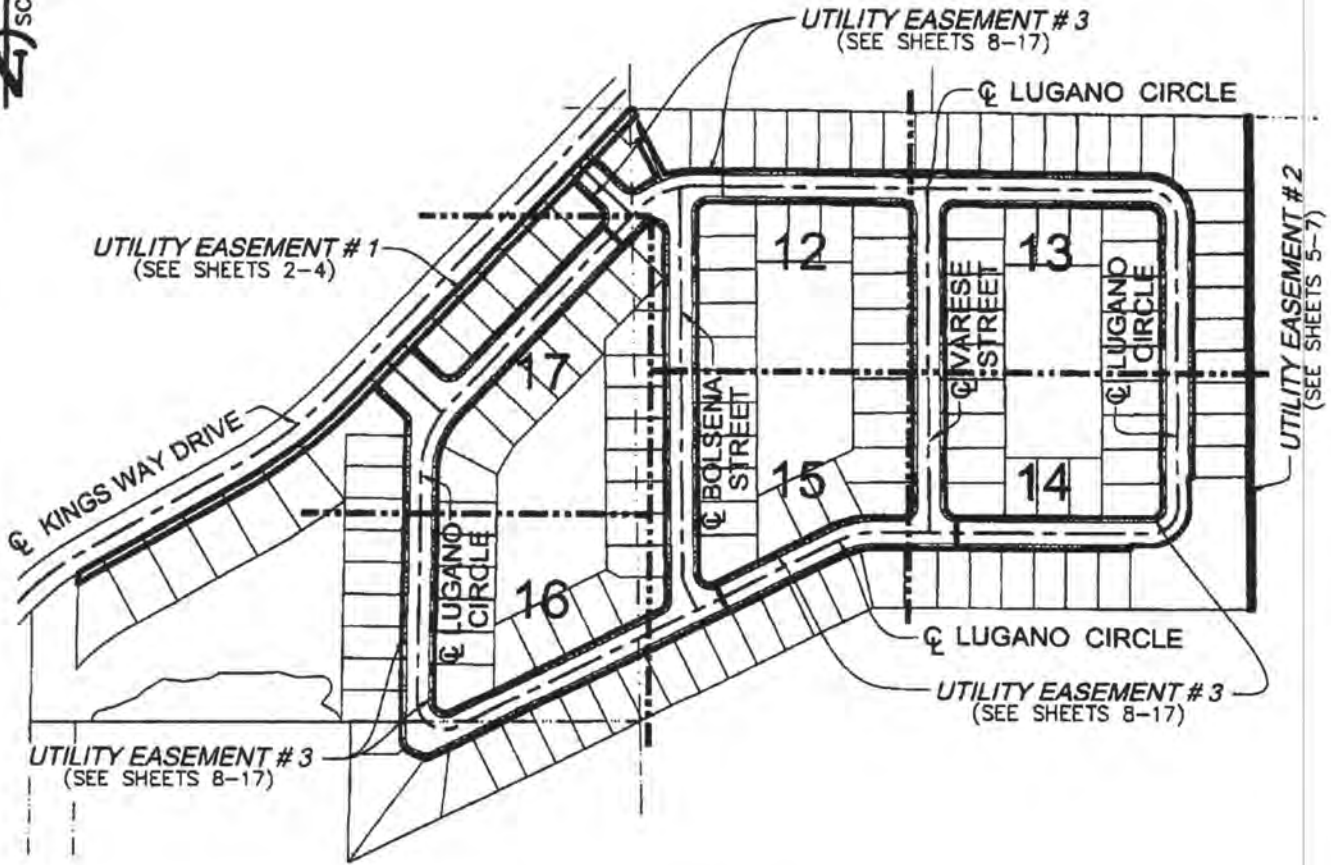 UTILITY EASEMENT # 3
(SEE SHEETS 8-17)
℄ LUGANO CIRCLE
UTILITY EASEMENT # 1
(SEE SHEETS 2-4)
UTILITY EASEMENT # 2
(SEE SHEETS 5-7)
12
13
℄ VARESE
STREET
℄ LUGANO
CIRCLE
17
℄ BOLSENA
STREET
℄ KINGS WAY DRIVE
15
14
℄ LUGANO
CIRCLE
16
℄ LUGANO CIRCLE
UTILITY EASEMENT # 3
(SEE SHEETS 8-17)
UTILITY EASEMENT # 3
(SEE SHEETS 8-17)